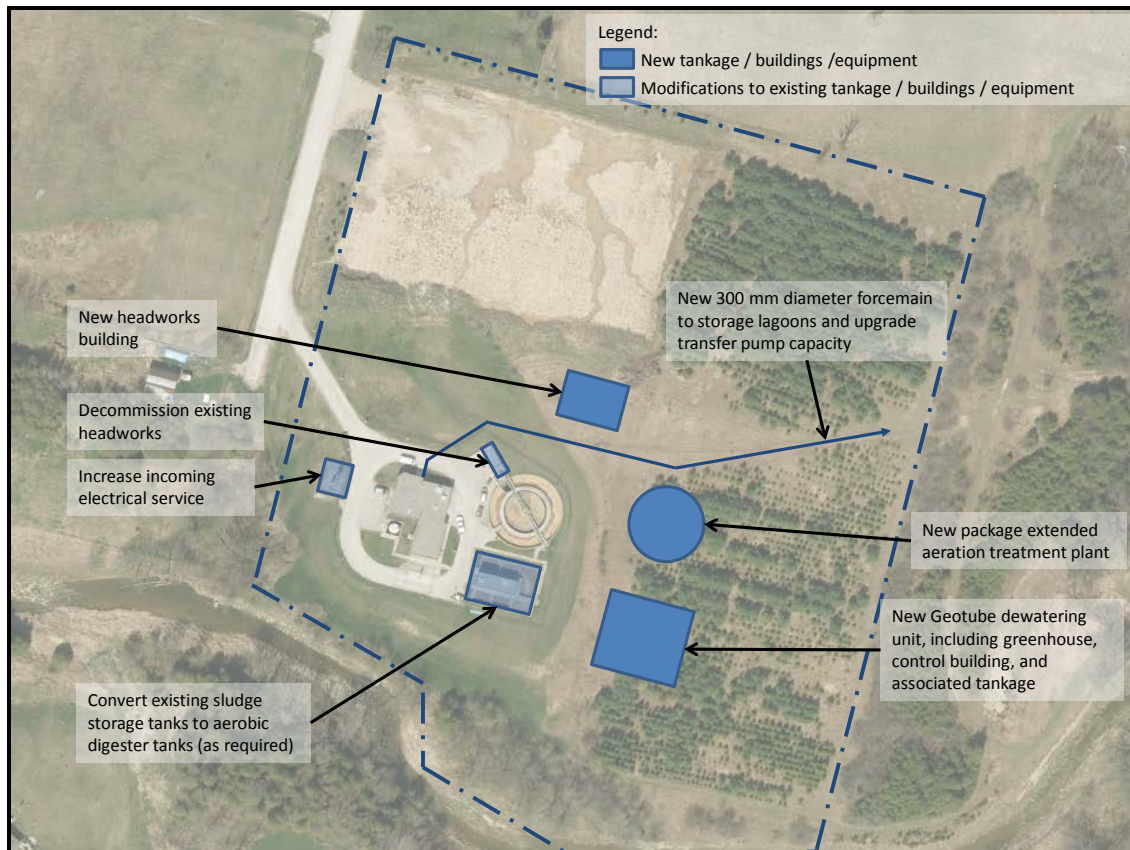 Legend:
New tankage / buildings /equipment
Modifications to existing tankage / buildings / equipment
New 300 mm diameter forcemain
to storage lagoons and upgrade
transfer pump capacity
New headworks
building
Decommission existing
headworks
Increase incoming
electrical service
New package extended
aeration treatment plant
New Geotube dewatering
unit, including greenhouse,
control building, and
associated tankage
Convert existing sludge
storage tanks to aerobic
digester tanks (as required)